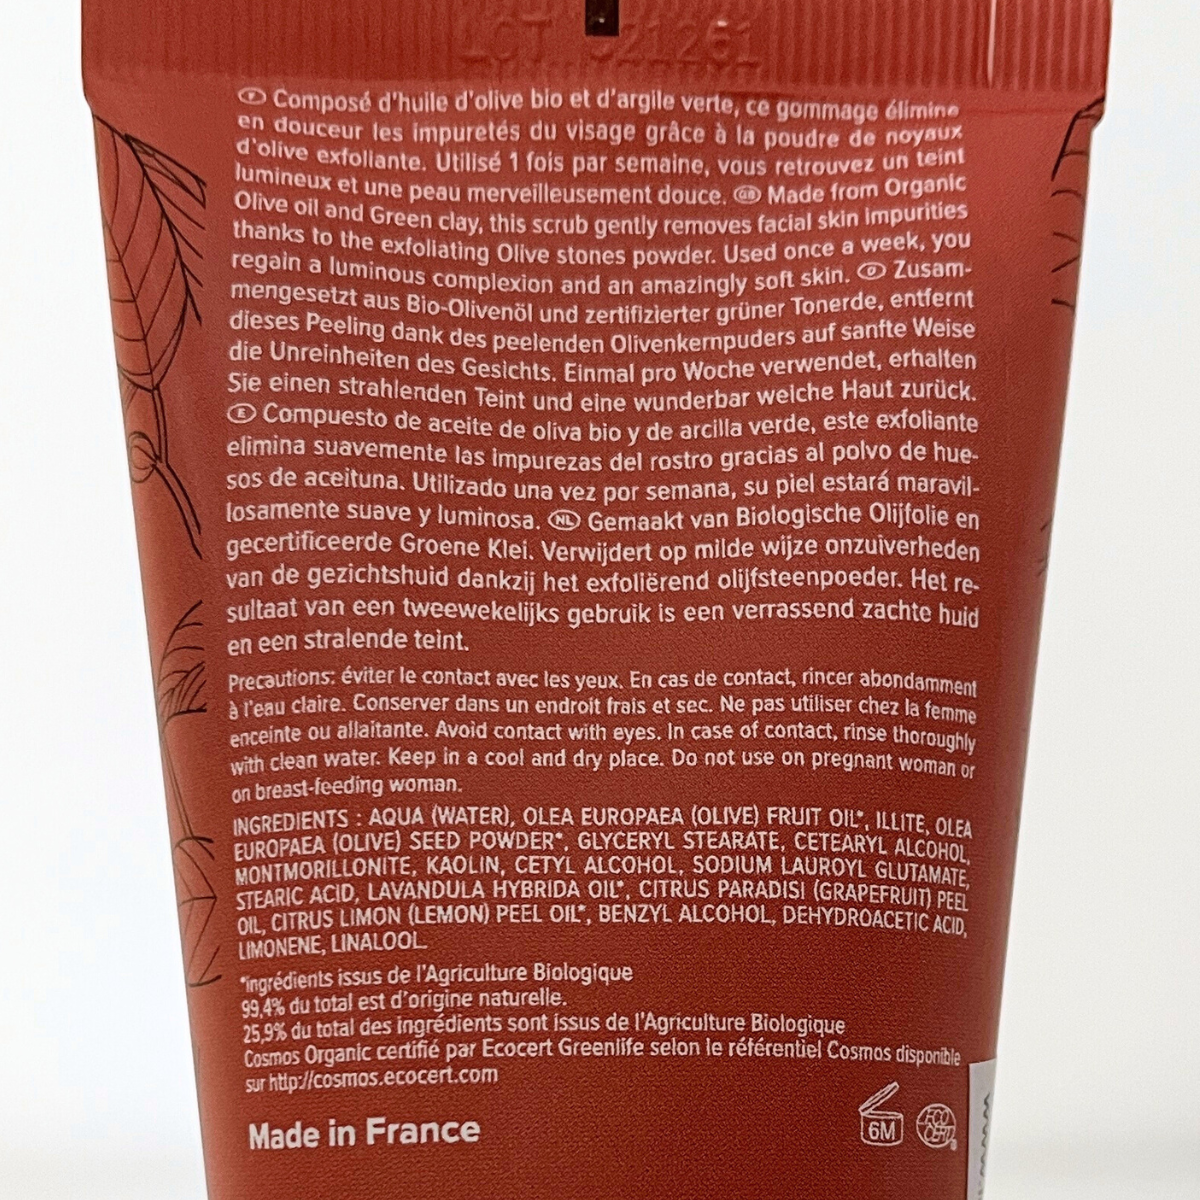 LOT 021261
F Composé d'huile d'olive bio et d'argile verte, ce gommage élimine
en douceur les impuretés du visage grâce à la poudre de noyaux
d'olive exfoliante. Utilisé 1 fois par semaine, vous retrouvez un teint
lumineux et une peau merveilleusement douce. GB Made from Organic
Olive oil and Green clay, this scrub gently removes facial skin impurities
thanks to the exfoliating Olive stones powder. Used once a week, you
regain a luminous complexion and an amazingly soft skin. D Zusam-
mengesetzt aus Bio-Olivenöl und zertifizierter grüner Tonerde, entfernt
dieses Peeling dank des peelenden Olivenkernpuders auf sanfte Weise
die Unreinheiten des Gesichts. Einmal pro Woche verwendet, erhalten
Sie einen strahlenden Teint und eine wunderbar weiche Haut zurück.
E Compuesto de aceite de oliva bio y de arcilla verde, este exfoliante
elimina suavemente las impurezas del rostro gracias al polvo de hue-
sos de aceituna. Utilizado una vez por semana, su piel estará maravil-
losamente suave y luminosa. NL Gemaakt van Biologische Olijfolie en
gecertificeerde Groene Klei. Verwijdert op milde wijze onzuiverheden
van de gezichtshuid dankzij het exfoliërend olijfsteenpoeder. Het re-
sultaat van een tweewekelijks gebruik is een verrassend zachte huid
en een stralende teint.
Precautions: éviter le contact avec les yeux. En cas de contact, rincer abondamment
à l'eau claire. Conserver dans un endroit frais et sec. Ne pas utiliser chez la femme
enceinte ou allaitante. Avoid contact with eyes. In case of contact, rinse thoroughly
with clean water. Keep in a cool and dry place. Do not use on pregnant woman or
on breast-feeding woman.
INGREDIENTS : AQUA (WATER), OLEA EUROPAEA (OLIVE) FRUIT OIL*, ILLITE, OLEA
EUROPAEA (OLIVE) SEED POWDER*, GLYCERYL STEARATE, CETEARYL ALCOHOL,
MONTMORILLONITE, KAOLIN, CETYL ALCOHOL, SODIUM LAUROYL GLUTAMATE,
STEARIC ACID, LAVANDULA HYBRIDA OIL*, CITRUS PARADISI (GRAPEFRUIT) PEEL
OIL, CITRUS LIMON (LEMON) PEEL OIL*, BENZYL ALCOHOL, DEHYDROACETIC ACID,
LIMONENE, LINALOOL.
*ingrédients issus de l'Agriculture Biologique
99,4% du total est d'origine naturelle.
25,9% du total des ingrédients sont issus de l'Agriculture Biologique
Cosmos Organic certifié par Ecocert Greenlife selon le référentiel Cosmos disponible
sur http://cosmos.ecocert.com
Made in France
6M
ECO
CERT